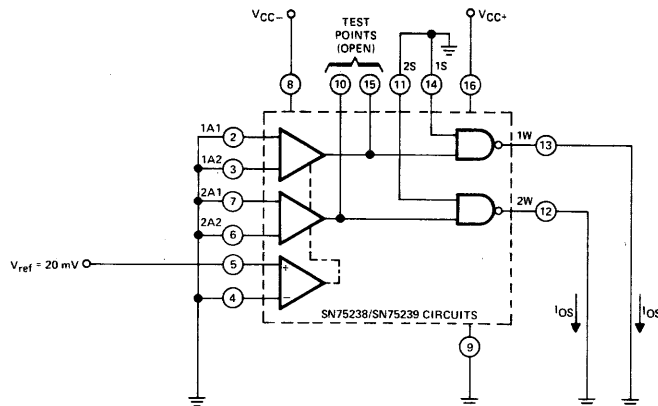 VCC− TEST POINTS (OPEN) VCC+
2S 1S
8 10 15 11 14 16
1A1 2
1A2 3
1W 13
2A1 7
2A2 6
2W 12
Vref = 20 mV 5 +
4 −
SN75238/SN75239 CIRCUITS
IOS IOS
9